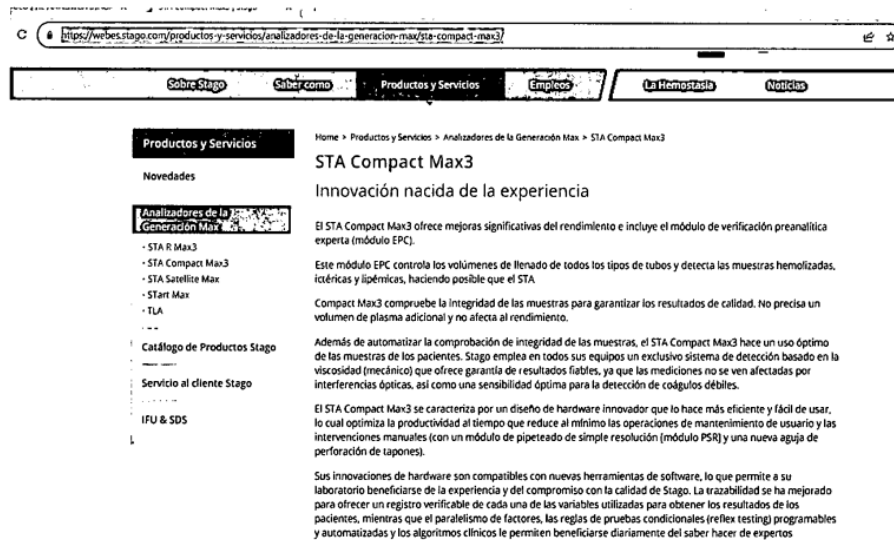 https://webes.stago.com/productos-y-servicios/analizadores-de-la-generacion-max/sta-compact-max3/
Sobre Stago Saber como Productos y Servicios Empleos La Hemostasia Noticias
Productos y Servicios
Novedades
Analizadores de la
Generación Max
- STA R Max3
- STA Compact Max3
- STA Satellite Max
- STart Max
- TLA
Catálogo de Productos Stago
Servicio al cliente Stago
IFU & SDS
Home > Productos y Servicios > Analizadores de la Generación Max > STA Compact Max3
STA Compact Max3
Innovación nacida de la experiencia
El STA Compact Max3 ofrece mejoras significativas del rendimiento e incluye el módulo de verificación preanalítica
experta (módulo EPC).
Este módulo EPC controla los volúmenes de llenado de todos los tipos de tubos y detecta las muestras hemolizadas,
ictéricas y lipémicas, haciendo posible que el STA
Compact Max3 compruebe la integridad de las muestras para garantizar los resultados de calidad. No precisa un
volumen de plasma adicional y no afecta al rendimiento.
Además de automatizar la comprobación de integridad de las muestras, el STA Compact Max3 hace un uso óptimo
de las muestras de los pacientes. Stago emplea en todos sus equipos un exclusivo sistema de detección basado en la
viscosidad (mecánico) que ofrece garantía de resultados fiables, ya que las mediciones no se ven afectadas por
interferencias ópticas, así como una sensibilidad óptima para la detección de coágulos débiles.
El STA Compact Max3 se caracteriza por un diseño de hardware innovador que lo hace más eficiente y fácil de usar,
lo cual optimiza la productividad al tiempo que reduce al mínimo las operaciones de mantenimiento de usuario y las
intervenciones manuales (con un módulo de pipeteado de simple resolución (módulo PSR) y una nueva aguja de
perforación de tapones).
Sus innovaciones de hardware son compatibles con nuevas herramientas de software, lo que permite a su
laboratorio beneficiarse de la experiencia y del compromiso con la calidad de Stago. La trazabilidad se ha mejorado
para ofrecer un registro verificable de cada una de las variables utilizadas para obtener los resultados de los
pacientes, mientras que el paralelismo de factores, las reglas de pruebas condicionales (reflex testing) programables
y automatizadas y los algoritmos clínicos le permiten beneficiarse diariamente del saber hacer de expertos